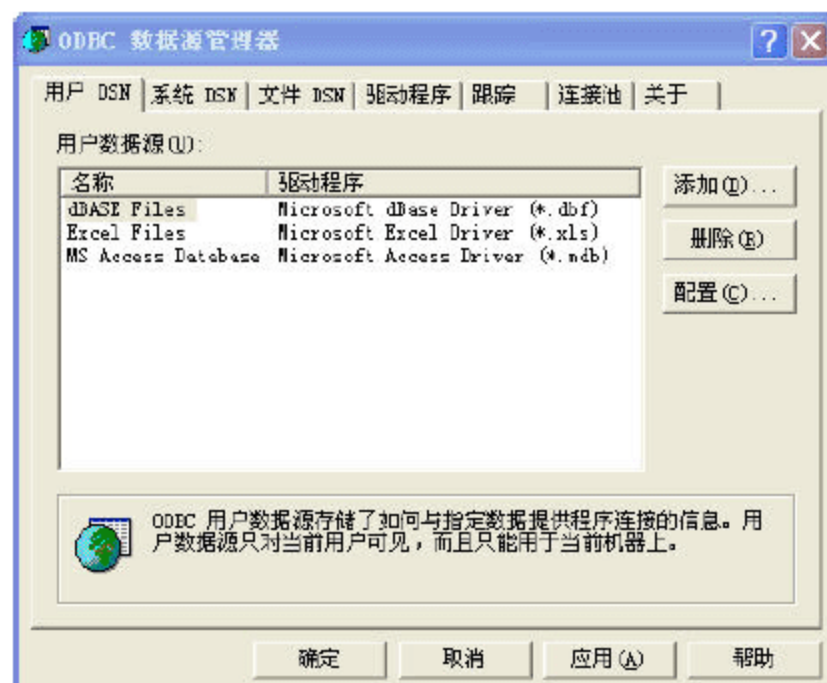 ODBC 数据源管理器
用户 DSN 系统 DSN 文件 DSN 驱动程序 跟踪 连接池 关于
用户数据源(U):
名称 驱动程序
dBASE Files Microsoft dBase Driver (*.dbf)
Excel Files Microsoft Excel Driver (*.xls)
MS Access Database Microsoft Access Driver (*.mdb)
添加(D)...
删除(R)
配置(C)...
ODBC 用户数据源存储了如何与指定数据提供程序连接的信息。用
户数据源只对当前用户可见，而且只能用于当前机器上。
确定 取消 应用(A) 帮助